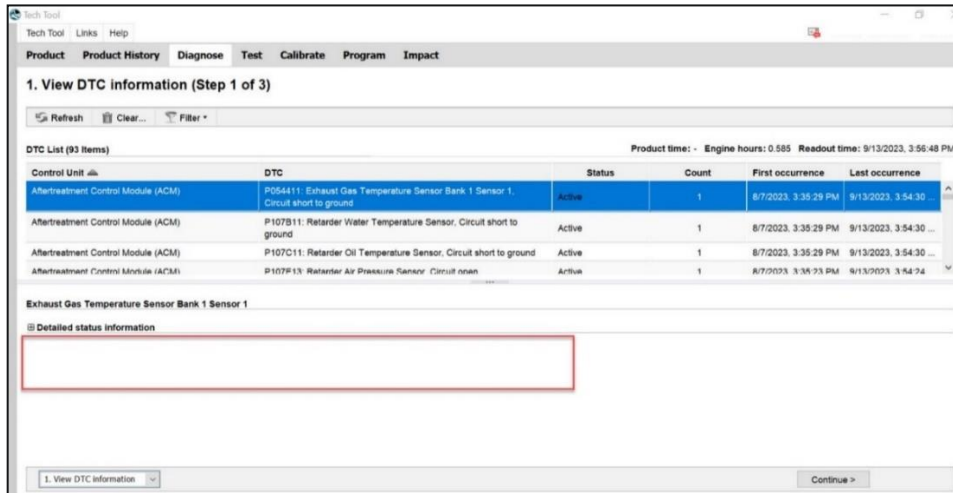 Tech Tool
Tech Tool Links Help
Product Product History Diagnose Test Calibrate Program Impact
1. View DTC information (Step 1 of 3)
Refresh Clear... Filter
DTC List (93 items) Product time: - Engine hours: 0.585 Readout time: 9/13/2023, 3:56:48 PM
Control Unit DTC Status Count First occurrence Last occurrence
Aftertreatment Control Module (ACM) P054411: Exhaust Gas Temperature Sensor Bank 1 Sensor 1, Active 1 8/7/2023, 3:35:29 PM 9/13/2023, 3:54:30 ...
Circuit short to ground
Aftertreatment Control Module (ACM) P107B11: Retarder Water Temperature Sensor, Circuit short to Active 1 8/7/2023, 3:35:29 PM 9/13/2023, 3:54:30 ...
ground
Aftertreatment Control Module (ACM) P107C11: Retarder Oil Temperature Sensor, Circuit short to ground Active 1 8/7/2023, 3:35:29 PM 9/13/2023, 3:54:30 ...
Aftertreatment Control Module (ACM) P107F13: Retarder Air Pressure Sensor, Circuit open Active 1 8/7/2023, 3:35:23 PM 9/13/2023, 3:54:24
Exhaust Gas Temperature Sensor Bank 1 Sensor 1
Detailed status information
1. View DTC information Continue >